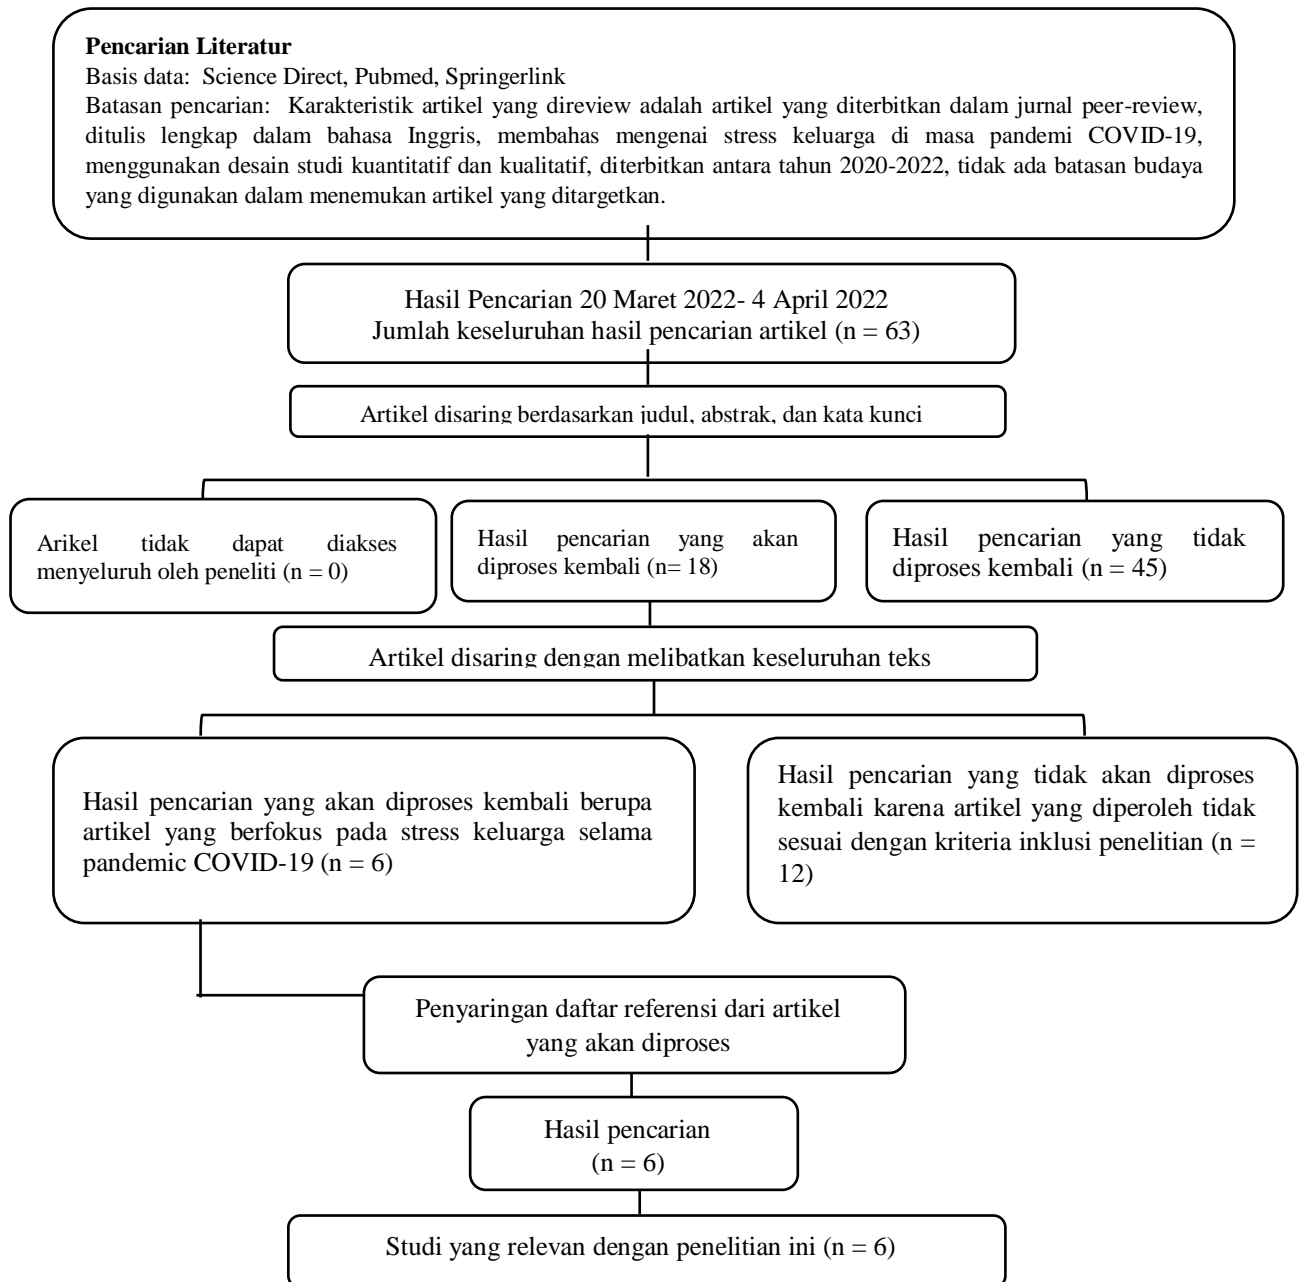 Pencarian Literatur
Basis data: Science Direct, Pubmed, Springerlink
Batasan pencarian: Karakteristik artikel yang direview adalah artikel yang diterbitkan dalam jurnal peer-review,
ditulis lengkap dalam bahasa Inggris, membahas mengenai stress keluarga di masa pandemi COVID-19,
menggunakan desain studi kuantitatif dan kualitatif, diterbitkan antara tahun 2020-2022, tidak ada batasan budaya
yang digunakan dalam menemukan artikel yang ditargetkan.
Hasil Pencarian 20 Maret 2022- 4 April 2022
Jumlah keseluruhan hasil pencarian artikel (n = 63)
Artikel disaring berdasarkan judul, abstrak, dan kata kunci
Arikel tidak dapat diakses
menyeluruh oleh peneliti (n = 0)
Hasil pencarian yang akan
diproses kembali (n= 18)
Hasil pencarian yang tidak
diproses kembali (n = 45)
Artikel disaring dengan melibatkan keseluruhan teks
Hasil pencarian yang akan diproses kembali berupa
artikel yang berfokus pada stress keluarga selama
pandemic COVID-19 (n = 6)
Hasil pencarian yang tidak akan diproses
kembali karena artikel yang diperoleh tidak
sesuai dengan kriteria inklusi penelitian (n =
12)
Penyaringan daftar referensi dari artikel
yang akan diproses
Hasil pencarian
(n = 6)
Studi yang relevan dengan penelitian ini (n = 6)